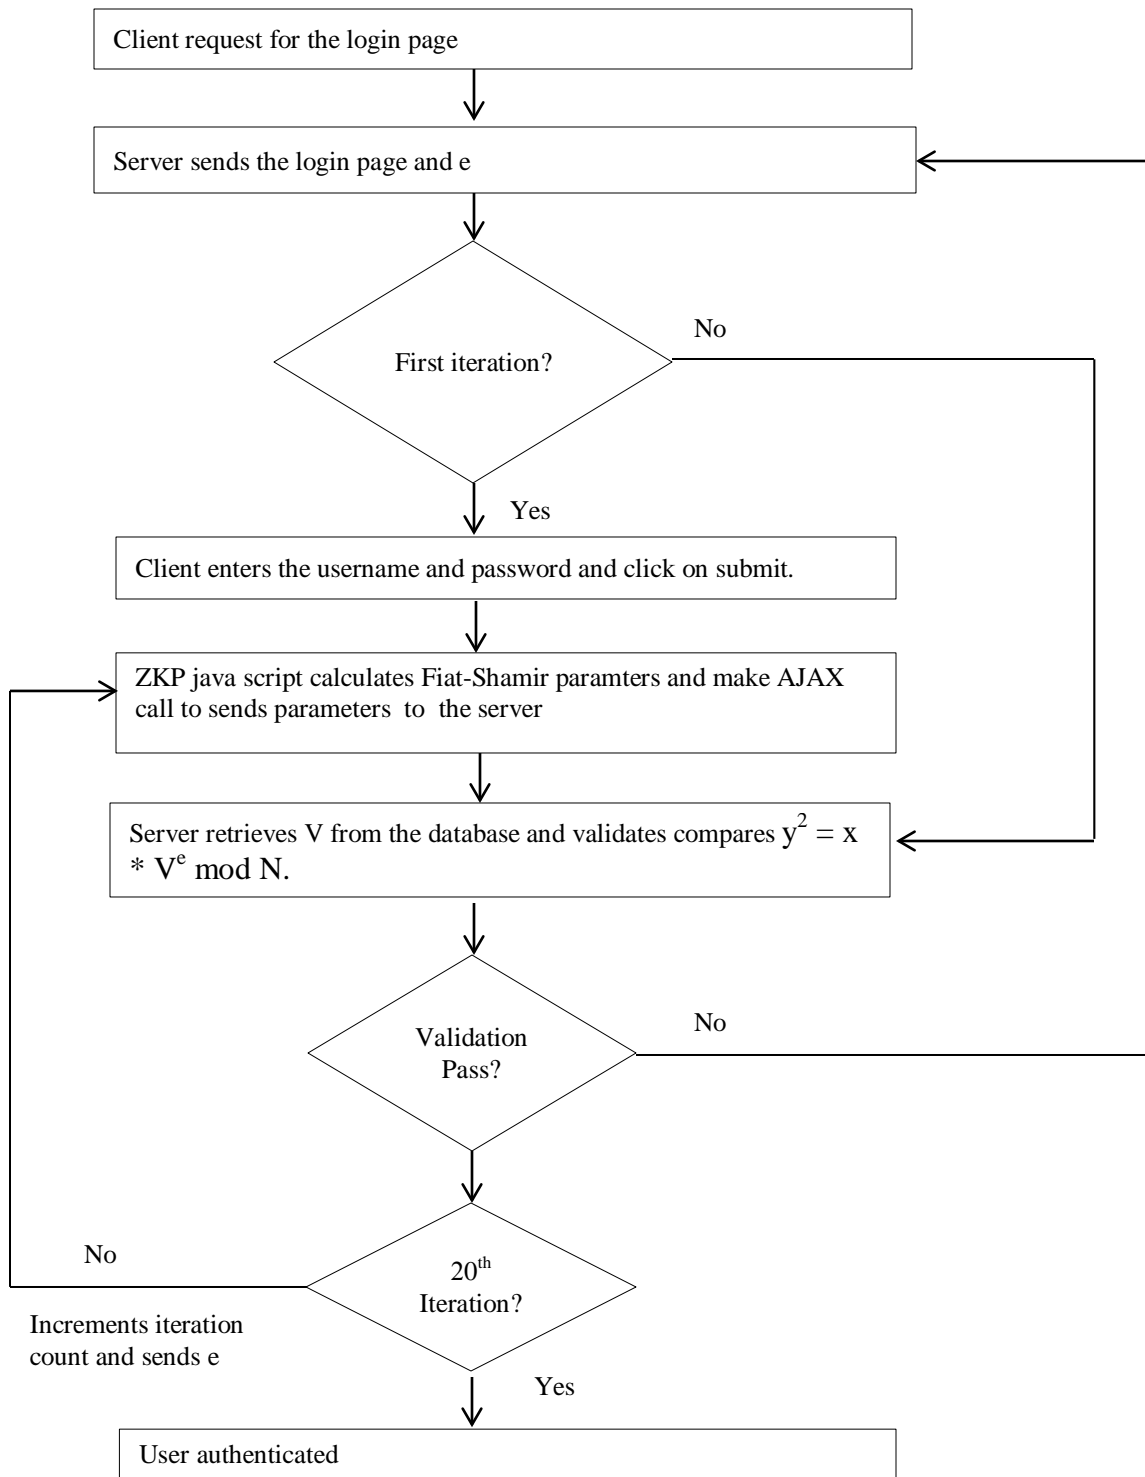 Client request for the login page
Server sends the login page and e
No
First iteration?
Yes
Client enters the username and password and click on submit.
ZKP java script calculates Fiat-Shamir paramters and make AJAX
call to sends parameters to the server
Server retrieves V from the database and validates compares y² = x
* Vᵉ mod N.
No
Validation
Pass?
No
20th
Iteration?
Increments iteration
count and sends e
Yes
User authenticated